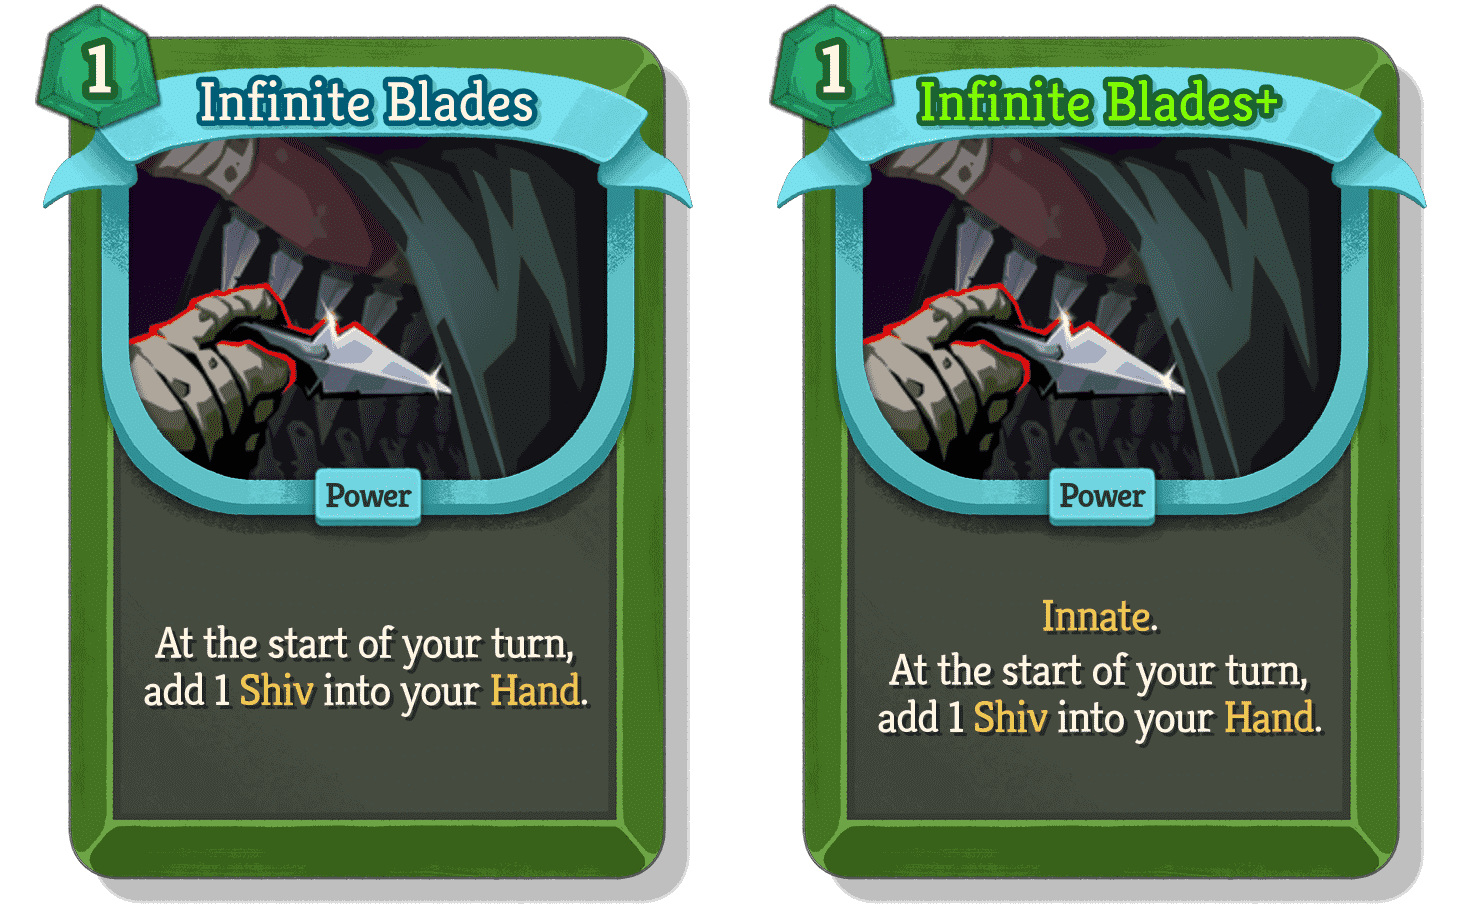 1
Infinite Blades
Power
At the start of your turn,
add 1 Shiv into your Hand.
1
Infinite Blades+
Power
Innate.
At the start of your turn,
add 1 Shiv into your Hand.